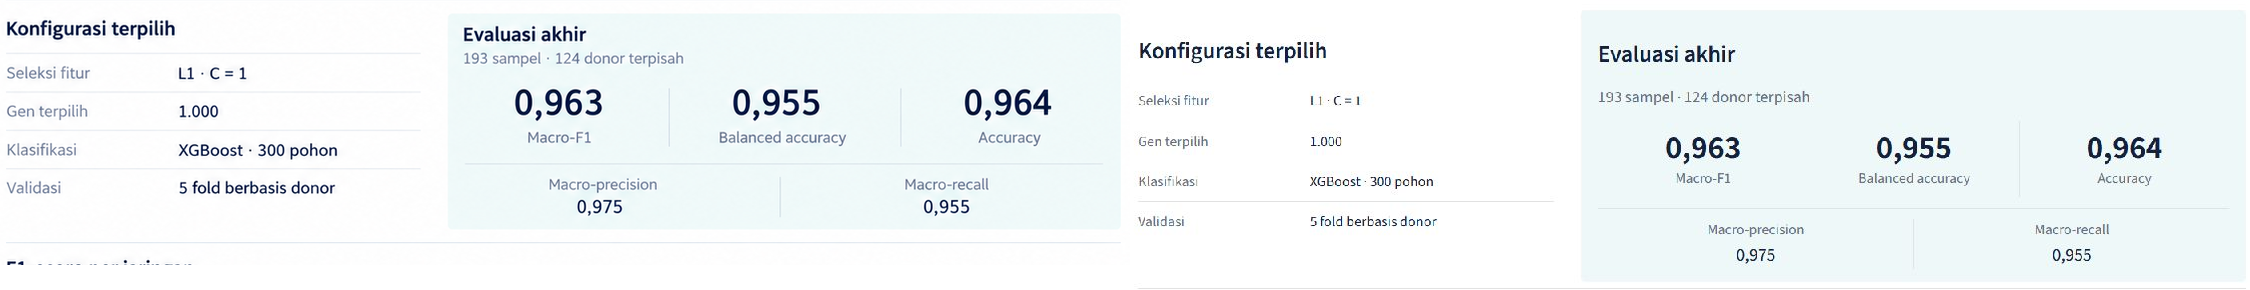 Konfigurasi terpilih
Seleksi fitur L1 · C = 1
Gen terpilih 1.000
Klasifikasi XGBoost · 300 pohon
Validasi 5 fold berbasis donor
Evaluasi akhir
193 sampel · 124 donor terpisah
0,963 0,955 0,964
Macro-F1 Balanced accuracy Accuracy
Macro-precision Macro-recall
0,975 0,955
Konfigurasi terpilih
Seleksi fitur L1 · C = 1
Gen terpilih 1.000
Klasifikasi XGBoost · 300 pohon
Validasi 5 fold berbasis donor
Evaluasi akhir
193 sampel · 124 donor terpisah
0,963 0,955 0,964
Macro-F1 Balanced accuracy Accuracy
Macro-precision Macro-recall
0,975 0,955